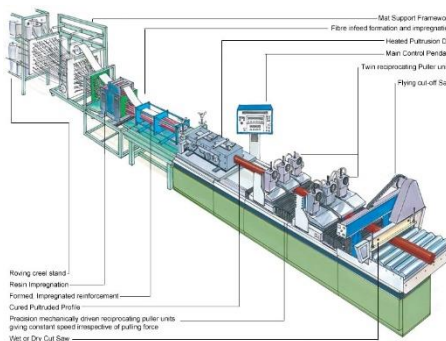 Mat Support Framewo
Fibre infeed formation and impregnatio
Heated Pultrusion D
Main Control Penda
Twin reciprocating Puller uni
Flying cut-off Sa
Roving creel stand
Resin Impregnation
Formed, Impregnated reinforcement
Cured Pultruded Profile
Precision mechanically driven reciprocating puller units
giving constant speed irrespective of pulling force
Wet or Dry Cut Saw